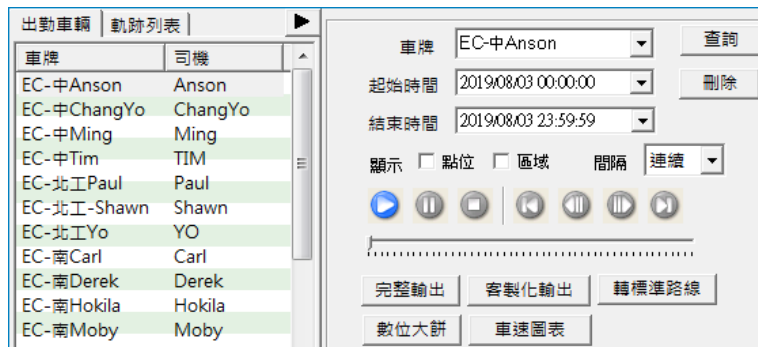 出勤車輛 軌跡列表
車牌 司機
EC-中Anson Anson
EC-中ChangYo ChangYo
EC-中Ming Ming
EC-中Tim TIM
EC-北工Paul Paul
EC-北工-Shawn Shawn
EC-北工Yo YO
EC-南Carl Carl
EC-南Derek Derek
EC-南Hokila Hokila
EC-南Moby Moby
車牌 EC-中Anson 查詢
起始時間 2019/08/03 00:00:00 刪除
結束時間 2019/08/03 23:59:59
顯示 點位 區域 間隔 連續
完整輸出 客製化輸出 轉標準路線
數位大餅 車速圖表